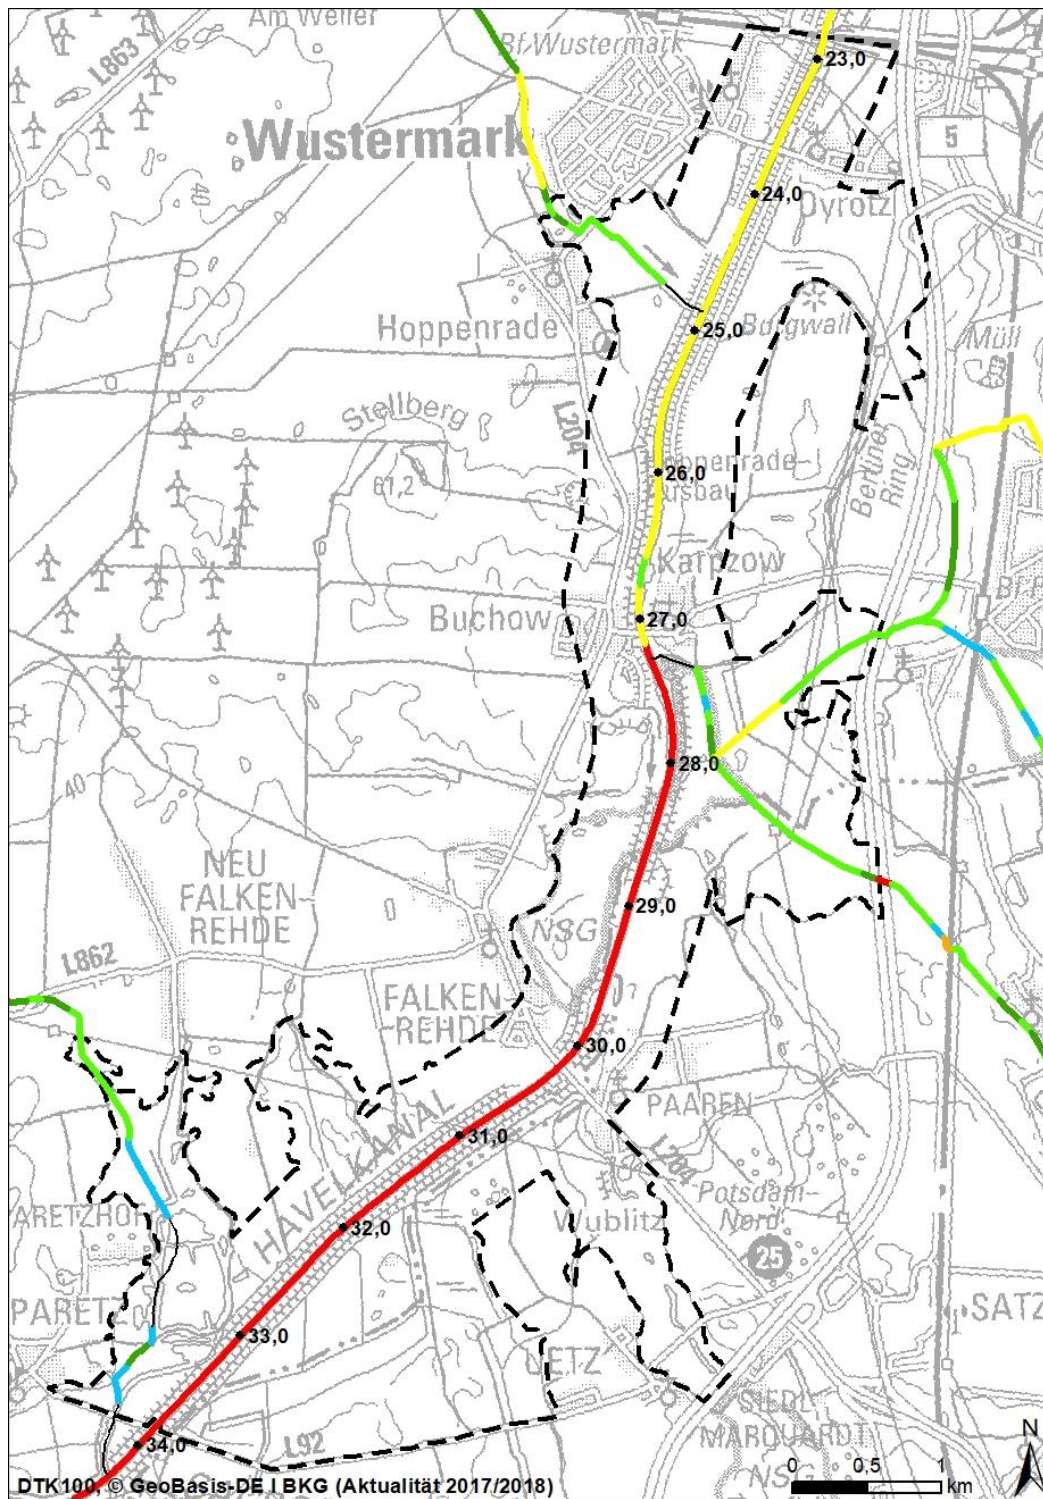 Am Weiler
Bf Wustermark
23,0
L863
5
40
Wustermark
24,0
Dyrotz
Hoppenrade
25,0
Burgwall
Müll
Stellberg
L204
26,0
Hoppenrade-
Ausbau
61,2
Berliner
Ring
Karpzow
Buchow
27,0
28,0
40
NEU
FALKEN-
REHDE
29,0
NSG
L862
FALKEN-
-REHDE
30,0
PAAREN
31,0
HAVELKANAL
L204
Potsdam-
Nord
ARETZHOF
Wublitz
32,0
25
PARETZ
SATZ
33,0
UETZ
SIEDL
MARQUARDT
34,0
L92
NSG
N
0 0,5 1
km
DTK100, © GeoBasis-DE I BKG (Aktualität 2017/2018)